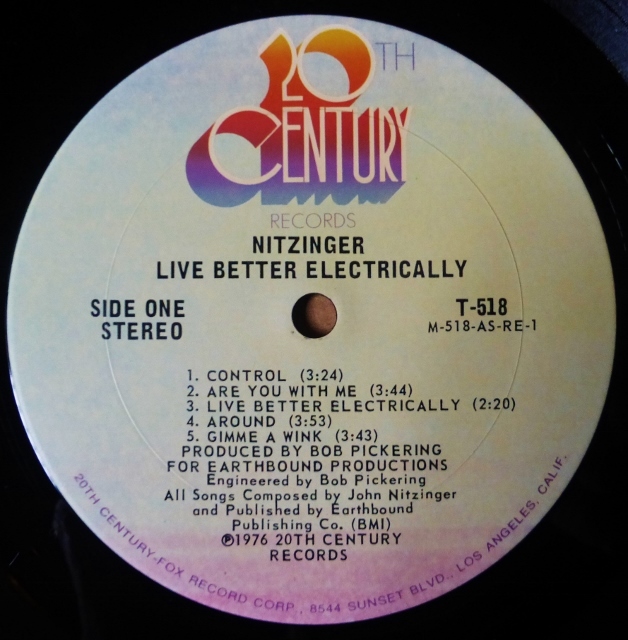 20TH
CENTURY
RECORDS
NITZINGER
LIVE BETTER ELECTRICALLY
SIDE ONE
STEREO
T-518
M-518-AS-RE-1
1. CONTROL (3:24)
2. ARE YOU WITH ME (3:44)
3. LIVE BETTER ELECTRICALLY (2:20)
4. AROUND (3:53)
5. GIMME A WINK (3:43)
PRODUCED BY BOB PICKERING
FOR EARTHBOUND PRODUCTIONS
Engineered by Bob Pickering
All Songs Composed by John Nitzinger
and Published by Earthbound
Publishing Co. (BMI)
℗1976 20TH CENTURY
RECORDS
20TH CENTURY-FOX RECORD CORP., 8544 SUNSET BLVD., LOS ANGELES, CALIF.